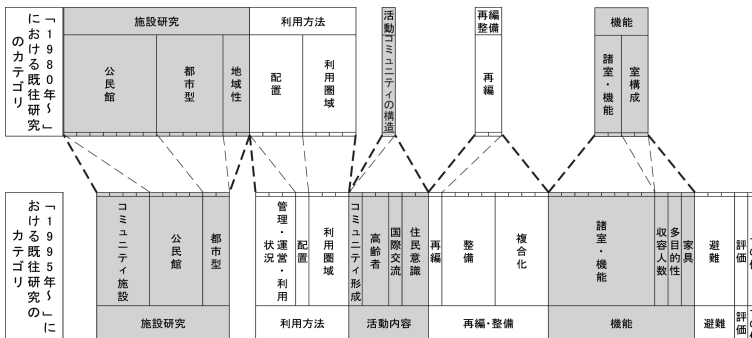 「1980年～」
における既往研究
のカテゴリ
施設研究
利用方法
活動
再編
整備
機能
公民館
都市型
地域性
配置
利用圏域
コミュニティの構造
再編
諸室・機能
室構成
「1995年～」に
おける既往研究の
カテゴリ
コミュニティ施設
公民館
都市型
管理・運営・利用
状況
配置
利用圏域
コミュニティ形成
高齢者
国際交流
住民意識
再編
整備
複合化
諸室・機能
収容人数
多目的性
家具
避難
評価
施設研究
利用方法
活動内容
再編・整備
機能
避難
評価